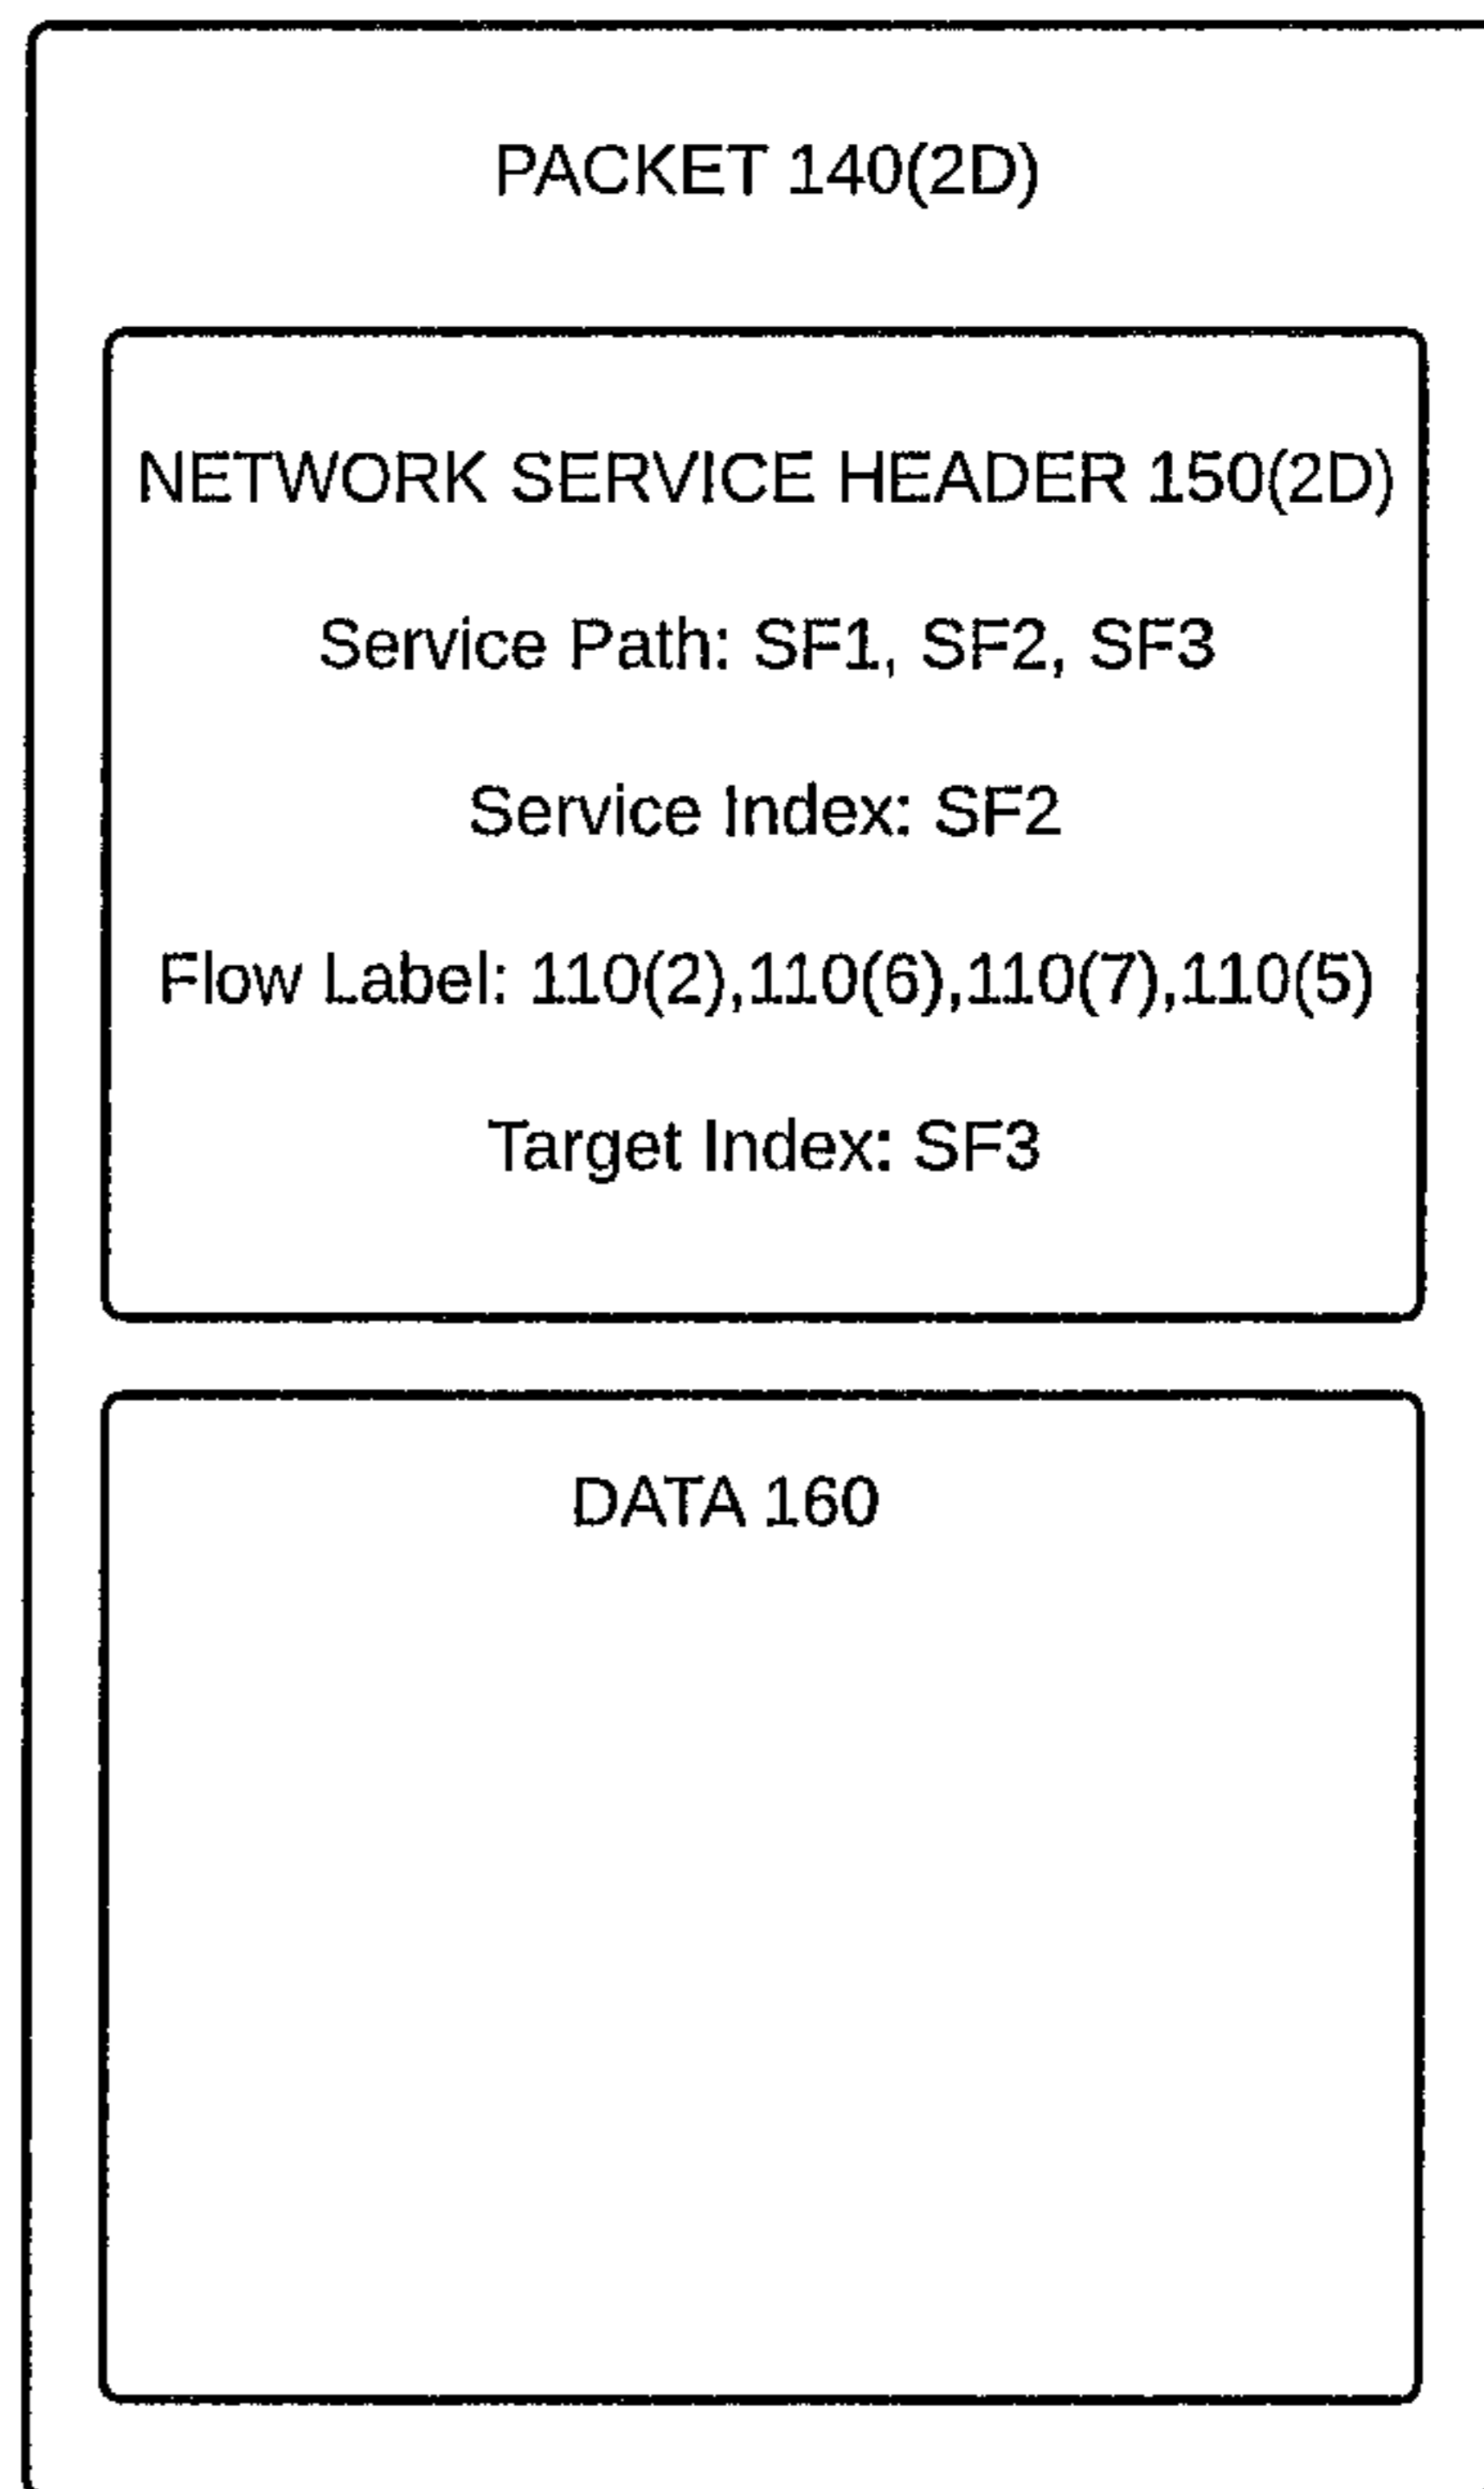 PACKET 140(2D)
NETWORK SERVICE HEADER 150(2D)
Service Path: SF1, SF2, SF3
Service Index: SF2
Flow Label: 110(2),110(6),110(7),110(5)
Target Index: SF3
DATA 160